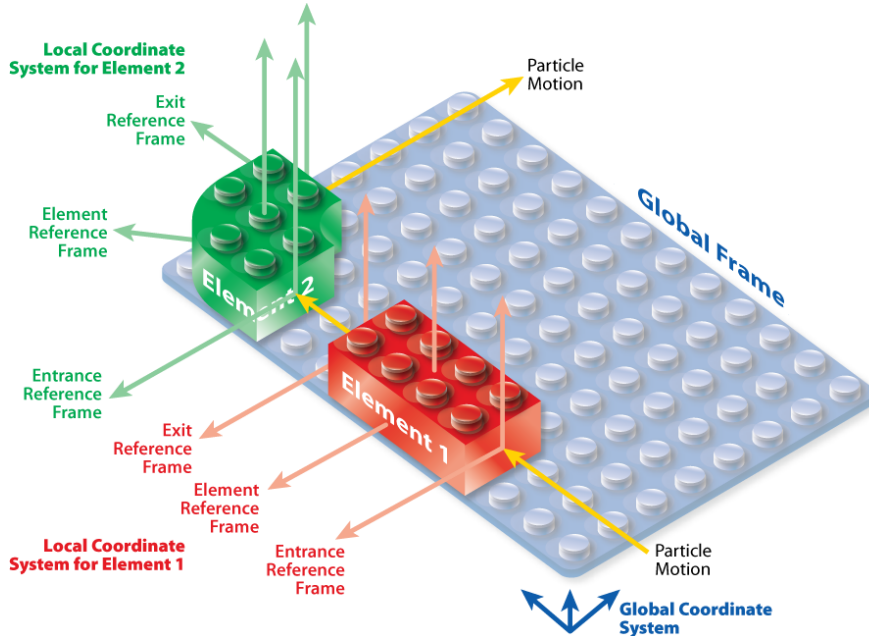 Local Coordinate
System for Element 2
Exit
Reference
Frame
Particle
Motion
Element
Reference
Frame
Element 2
Global Frame
Entrance
Reference
Frame
Element 1
Exit
Reference
Frame
Element
Reference
Frame
Local Coordinate
System for Element 1
Entrance
Reference
Frame
Particle
Motion
Global Coordinate
System